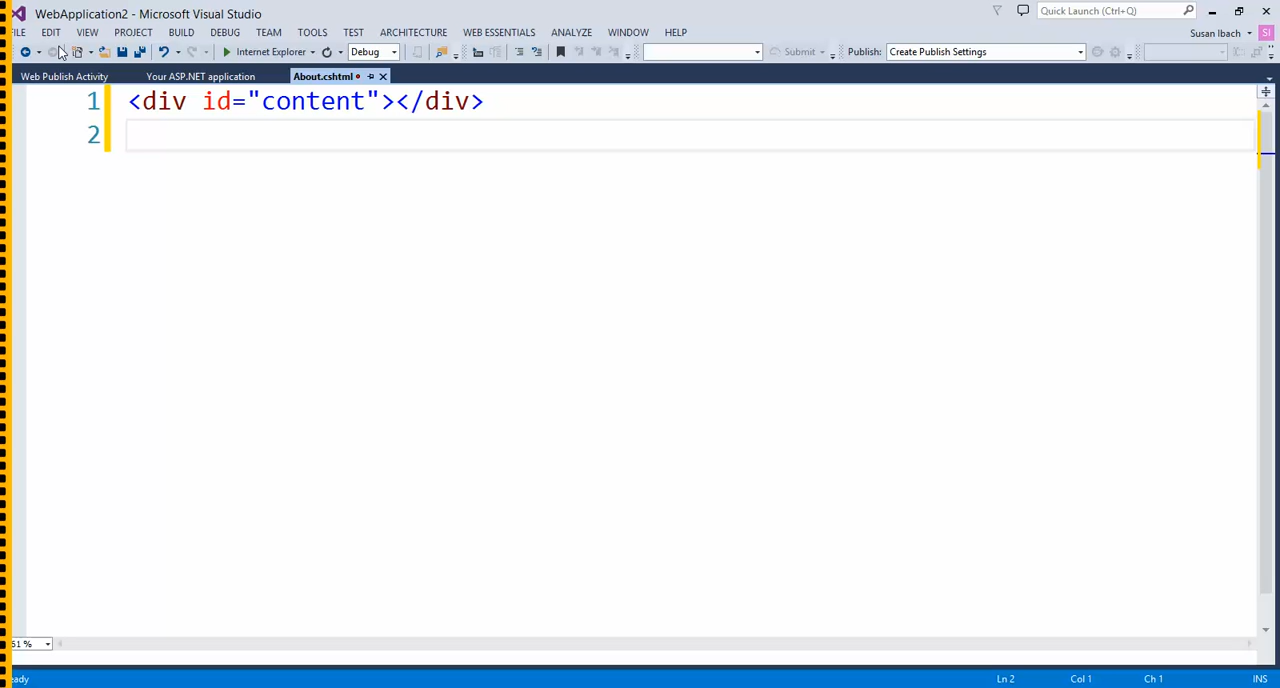 WebApplication2 - Microsoft Visual Studio
Quick Launch (Ctrl+Q)
ILE EDIT VIEW PROJECT BUILD DEBUG TEAM TOOLS TEST ARCHITECTURE WEB ESSENTIALS ANALYZE WINDOW HELP
Susan Ibach SI
Internet Explorer Debug Submit Publish: Create Publish Settings
Web Publish Activity Your ASP.NET application About.cshtml
1 <div id="content"></div>
2
51 %
eady Ln 2 Col 1 Ch 1 INS